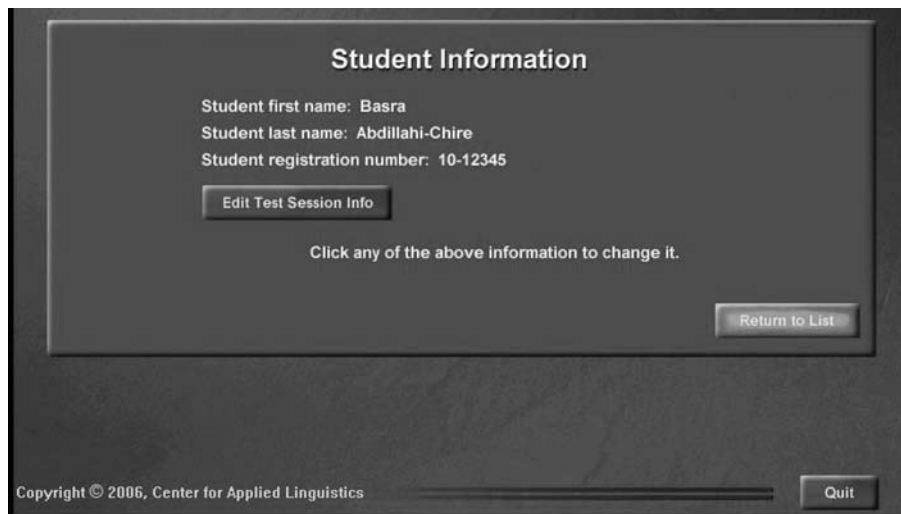 Student Information
Student first name: Basra
Student last name: Abdillahi-Chire
Student registration number: 10-12345
Edit Test Session Info
Click any of the above information to change it.
Return to List
Copyright © 2006, Center for Applied Linguistics
Quit